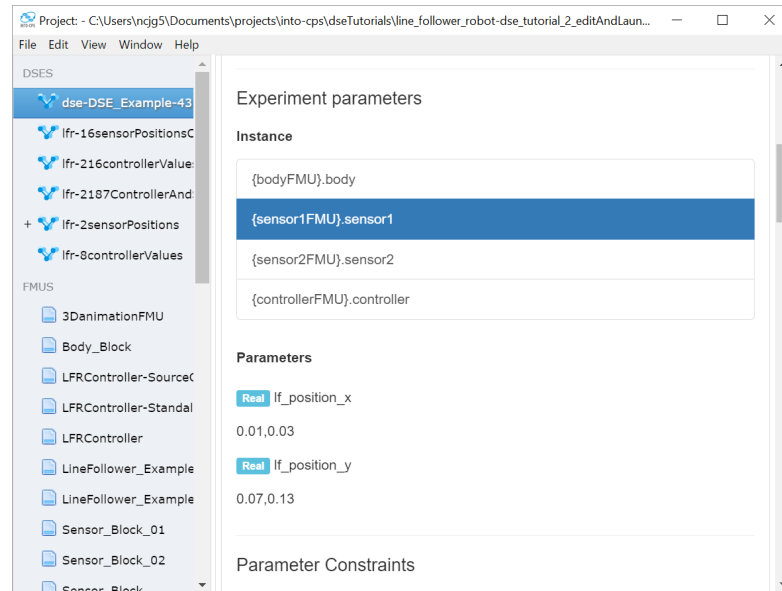 Project: - C:\Users\ncjg5\Documents\projects\into-cps\dseTutorials\line_follower_robot-dse_tutorial_2_editAndLaun...
File Edit View Window Help
DSES
dse-DSE_Example-43
lfr-16sensorPositionsC
lfr-216controllerValue
lfr-2187ControllerAnd
+ lfr-2sensorPositions
lfr-8controllerValues
FMUS
3DanimationFMU
Body_Block
LFRController-Source
LFRController-Standal
LFRController
LineFollower_Example
LineFollower_Example
Sensor_Block_01
Sensor_Block_02
Sensor_Block
Experiment parameters
Instance
{bodyFMU}.body
{sensor1FMU}.sensor1
{sensor2FMU}.sensor2
{controllerFMU}.controller
Parameters
Real lf_position_x
0.01,0.03
Real lf_position_y
0.07,0.13
Parameter Constraints